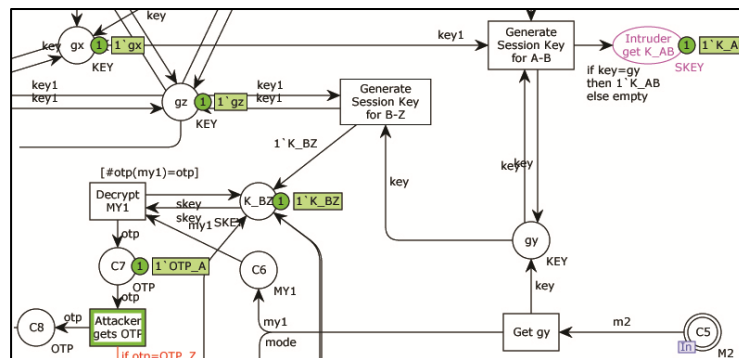 key
gx
1
1`gx
KEY
key
key1
Generate
Session Key
for A-B
Intruder
get K_AB
1
1`K_A
SKEY
if key=gy
then 1`K_AB
else empty
key1
key1
gz
1
1`gz
KEY
key1
key1
Generate
Session Key
for B-Z
1`K_BZ
key
key
key
[#otp(my1)=otp]
Decrypt
MY1
skey
skey
my1
K_BZ
1
1`K_BZ
SKEY
otp
C7
1
1`OTP_A
OTP
C6
MY1
gy
KEY
otp
key
C8
OTP
otp
Attacker
gets OTP
my1
mode
Get gy
m2
C5
In
M2
if otp=OTP_Z